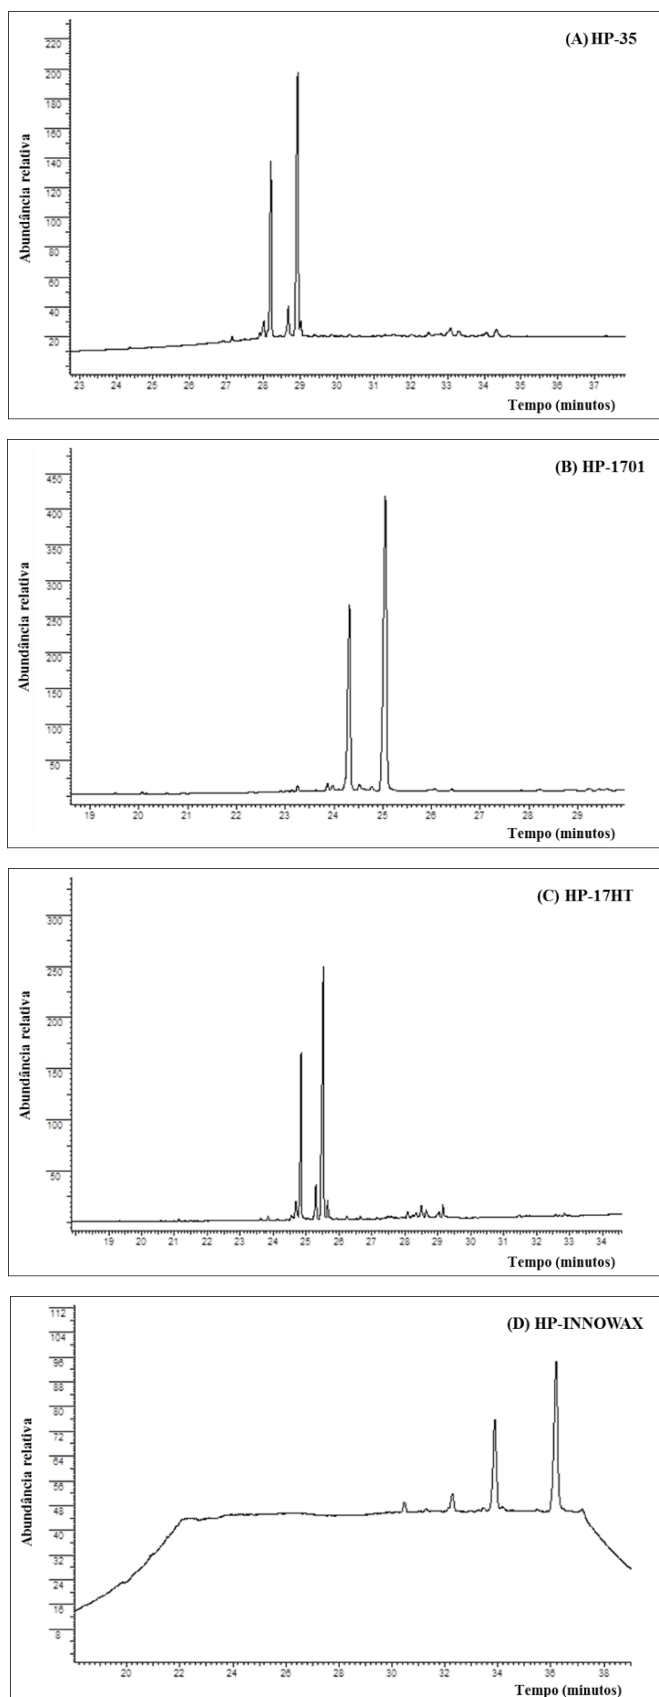 (A) HP-35
Abundância relativa
220
200
180
160
140
120
100
80
60
40
20
23 24 25 26 27 28 29 30 31 32 33 34 35 36 37
Tempo (minutos)
(B) HP-1701
Abundância relativa
450
400
350
300
250
200
150
100
50
19 20 21 22 23 24 25 26 27 28 29
Tempo (minutos)
(C) HP-17HT
Abundância relativa
300
250
200
150
100
50
19 20 21 22 23 24 25 26 27 28 29 30 31 32 33 34
Tempo (minutos)
(D) HP-INNOWAX
Abundância relativa
112
104
96
88
80
72
64
56
48
40
32
24
16
8
20 22 24 26 28 30 32 34 36 38
Tempo (minutos)